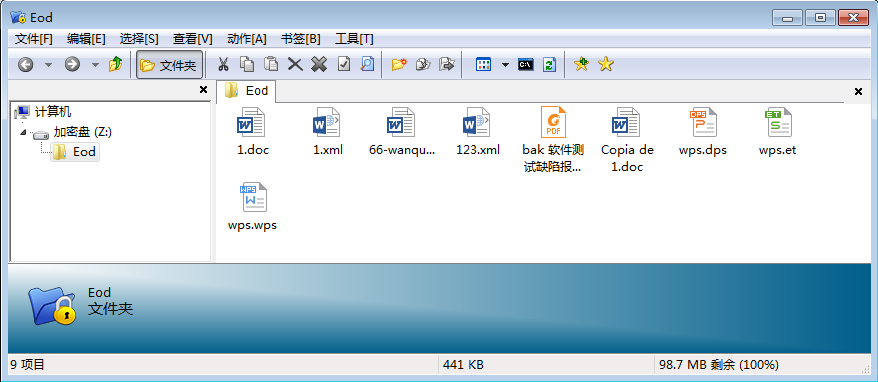 Eod
文件[F] 编辑[E] 选择[S] 查看[V] 动作[A] 书签[B] 工具[T]
文件夹
Eod
计算机
加密盘 (Z:)
Eod
1.doc
1.xml
66-wanqu...
123.xml
bak 软件测
试缺陷报...
Copia de
1.doc
wps.dps
wps.et
wps.wps
Eod
文件夹
9 项目
441 KB
98.7 MB 剩余 (100%)